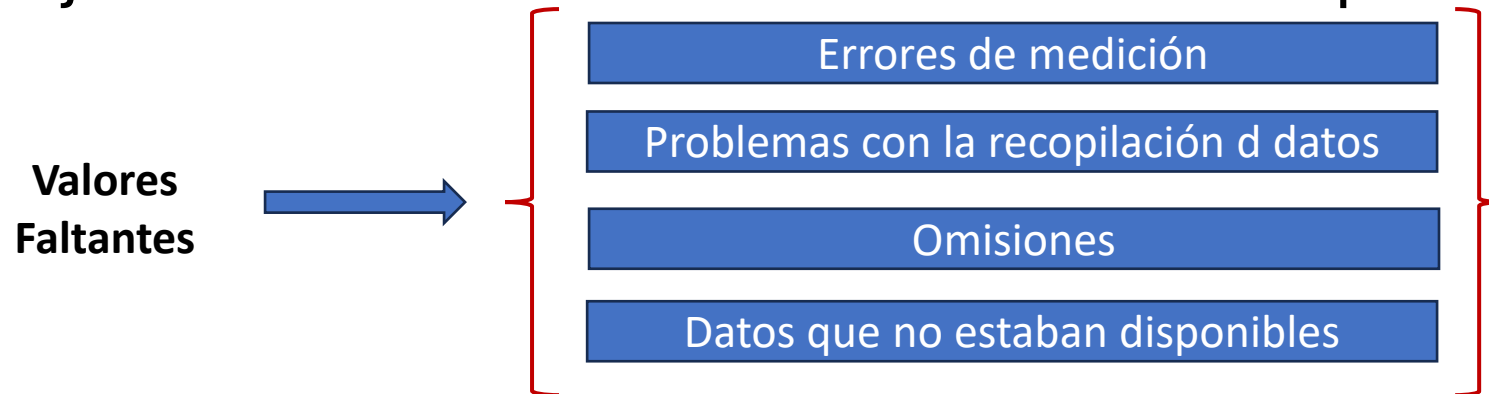 Errores de medición
Problemas con la recopilación d datos
Valores
Faltantes
Omisiones
Datos que no estaban disponibles